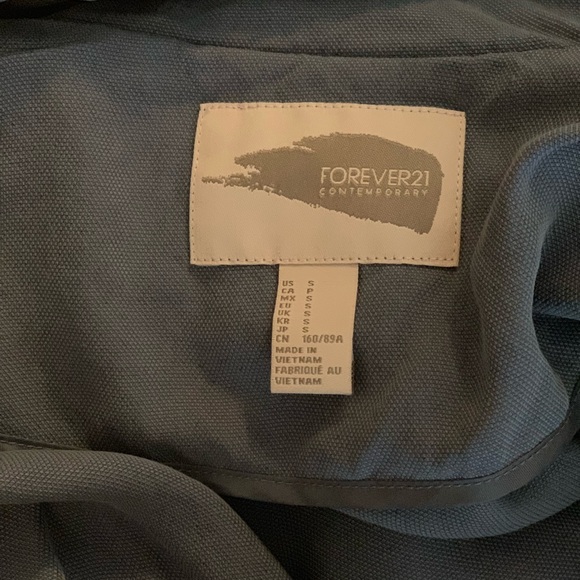 FOREVER21
CONTEMPORARY
US S
CA P
MX S
EU S
UK S
KR S
JP S
CN 160/89A
MADE IN
VIETNAM
FABRIQUÉ AU
VIETNAM